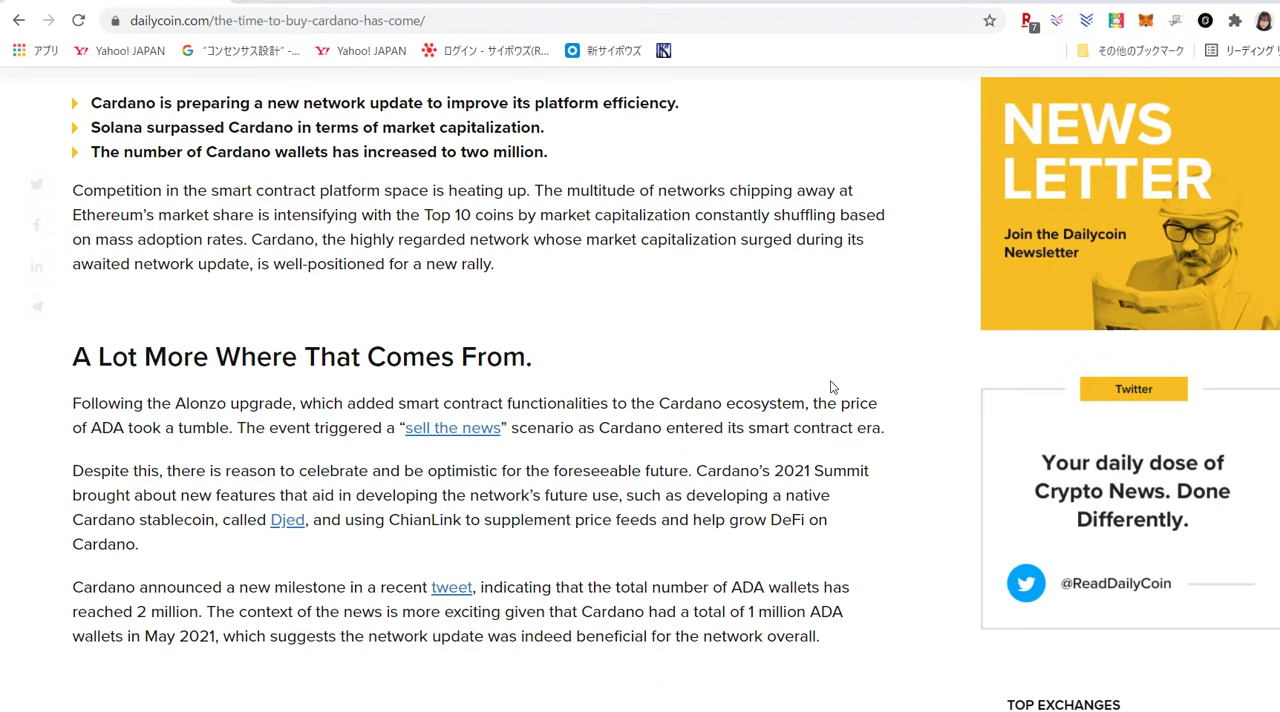 dailycoin.com/the-time-to-buy-cardano-has-come/
7
アプリ Yahoo! JAPAN "コンセンサス設計" -... Yahoo! JAPAN ログイン - サイボウズ(R... 新サイボウズ その他のブックマーク リーディング リ
Cardano is preparing a new network update to improve its platform efficiency.
Solana surpassed Cardano in terms of market capitalization.
The number of Cardano wallets has increased to two million.
Competition in the smart contract platform space is heating up. The multitude of networks chipping away at
Ethereum's market share is intensifying with the Top 10 coins by market capitalization constantly shuffling based
on mass adoption rates. Cardano, the highly regarded network whose market capitalization surged during its
awaited network update, is well-positioned for a new rally.
A Lot More Where That Comes From.
Following the Alonzo upgrade, which added smart contract functionalities to the Cardano ecosystem, the price
of ADA took a tumble. The event triggered a “sell the news” scenario as Cardano entered its smart contract era.
Despite this, there is reason to celebrate and be optimistic for the foreseeable future. Cardano's 2021 Summit
brought about new features that aid in developing the network's future use, such as developing a native
Cardano stablecoin, called Djed, and using ChianLink to supplement price feeds and help grow DeFi on
Cardano.
Cardano announced a new milestone in a recent tweet, indicating that the total number of ADA wallets has
reached 2 million. The context of the news is more exciting given that Cardano had a total of 1 million ADA
wallets in May 2021, which suggests the network update was indeed beneficial for the network overall.
NEWS
LETTER
Join the Dailycoin
Newsletter
Twitter
Your daily dose of
Crypto News. Done
Differently.
@ReadDailyCoin
TOP EXCHANGES